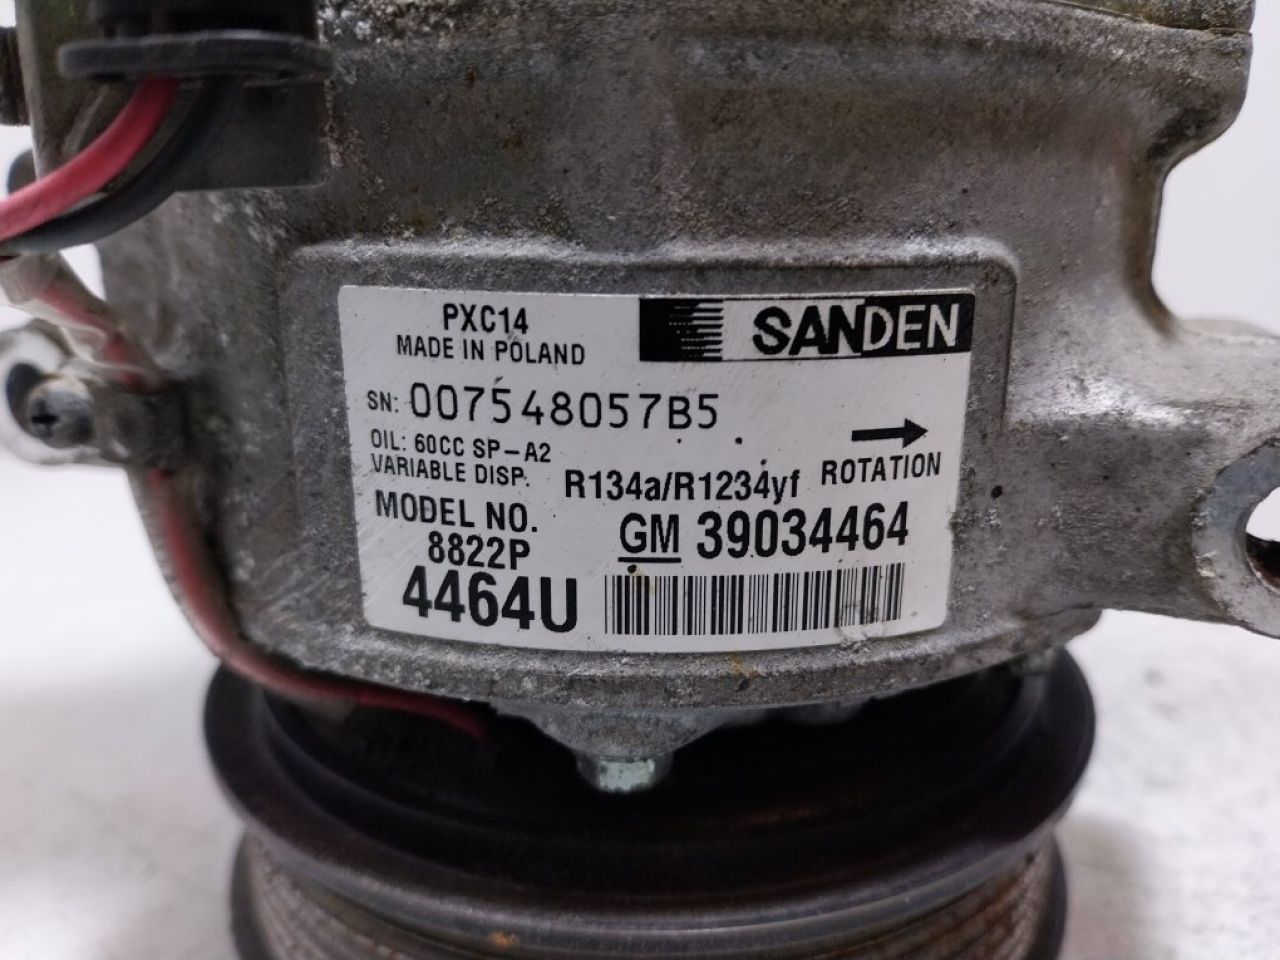 PXC14
SANDEN
MADE IN POLAND
SN: 007548057B5
OIL: 60CC SP-A2
VARIABLE DISP.
R134a/R1234yf
ROTATION
MODEL NO.
8822P
GM 39034464
4464U